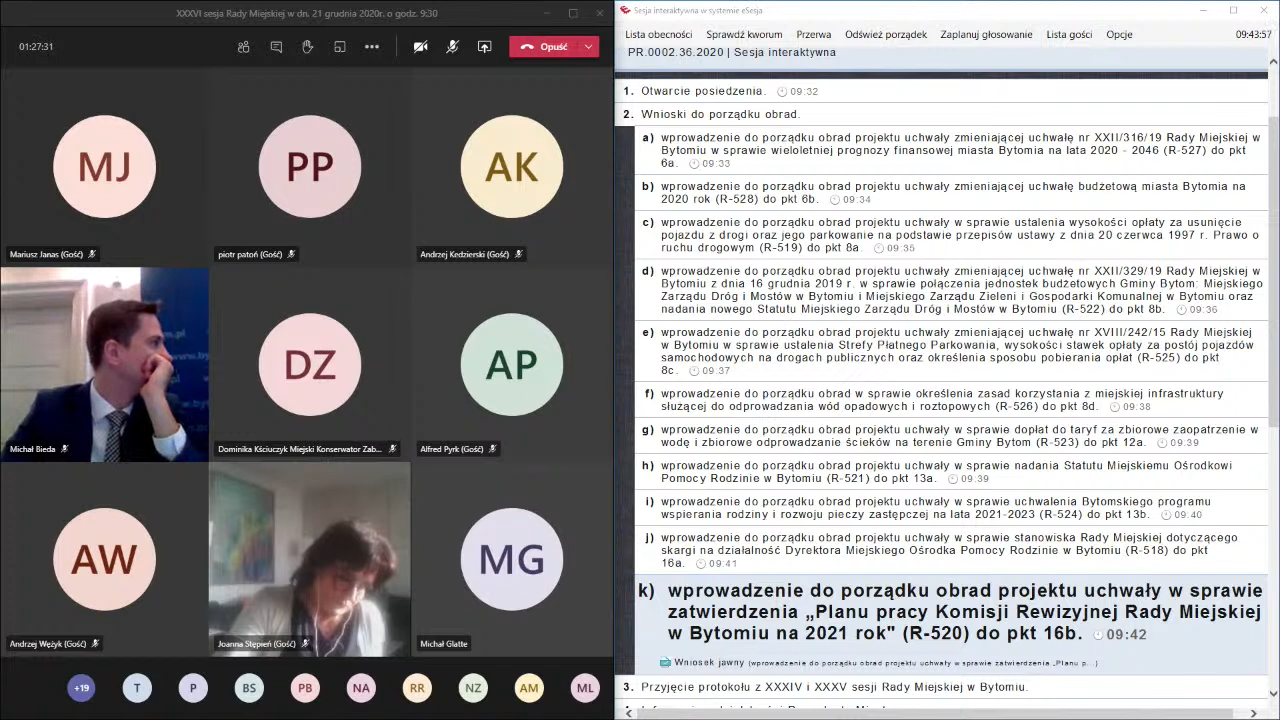 XXXVI sesja Rady Miejskiej w dn. 21 grudnia 2020r. o godz. 9:30
01:27:31
Opuść
MJ
PP
AK
Mariusz Janas (Gość)
piotr patoń (Gość)
Andrzej Kedzierski (Gość)
DZ
AP
Michał Bieda
Dominika Kściuczyk Miejski Konserwator Zab...
Alfred Pyrk (Gość)
AW
MG
Andrzej Wężyk (Gość)
Joanna Stępień (Gość)
Michał Glatte
+19
T
P
BS
PB
NA
RR
NZ
AM
ML
Sesja interaktywna w systemie eSesja
Lista obecności
Sprawdź kworum
Przerwa
Odśwież porządek
Zaplanuj głosowanie
Lista gości
Opcje
09:43:57
PR.0002.36.2020 | Sesja interaktywna
1. Otwarcie posiedzenia. 09:32
2. Wnioski do porządku obrad.
a) wprowadzenie do porządku obrad projektu uchwały zmieniającej uchwałę nr XXII/316/19 Rady Miejskiej w
Bytomiu w sprawie wieloletniej prognozy finansowej miasta Bytomia na lata 2020 - 2046 (R-527) do pkt
6a. 09:33
b) wprowadzenie do porządku obrad projektu uchwały zmieniającej uchwałę budżetową miasta Bytomia na
2020 rok (R-528) do pkt 6b. 09:34
c) wprowadzenie do porządku obrad projektu uchwały w sprawie ustalenia wysokości opłaty za usunięcie
pojazdu z drogi oraz jego parkowanie na podstawie przepisów ustawy z dnia 20 czerwca 1997 r. Prawo o
ruchu drogowym (R-519) do pkt 8a. 09:35
d) wprowadzenie do porządku obrad projektu uchwały zmieniającej uchwałę nr XXII/329/19 Rady Miejskiej w
Bytomiu z dnia 16 grudnia 2019 r. w sprawie połączenia jednostek budżetowych Gminy Bytom: Miejskiego
Zarządu Dróg i Mostów w Bytomiu i Miejskiego Zarządu Zieleni i Gospodarki Komunalnej w Bytomiu oraz
nadania nowego Statutu Miejskiego Zarządu Dróg i Mostów w Bytomiu (R-522) do pkt 8b. 09:36
e) wprowadzenie do porządku obrad projektu uchwały zmieniającej uchwałę nr XVIII/242/15 Rady Miejskiej
w Bytomiu w sprawie ustalenia Strefy Płatnego Parkowania, wysokości stawek opłaty za postój pojazdów
samochodowych na drogach publicznych oraz określenia sposobu pobierania opłat (R-525) do pkt
8c. 09:37
f) wprowadzenie do porządku obrad w sprawie określenia zasad korzystania z miejskiej infrastruktury
służącej do odprowadzania wód opadowych i roztopowych (R-526) do pkt 8d. 09:38
g) wprowadzenie do porządku obrad projektu uchwały w sprawie dopłat do taryf za zbiorowe zaopatrzenie w
wodę i zbiorowe odprowadzanie ścieków na terenie Gminy Bytom (R-523) do pkt 12a. 09:39
h) wprowadzenie do porządku obrad projektu uchwały w sprawie nadania Statutu Miejskiemu Ośrodkowi
Pomocy Rodzinie w Bytomiu (R-521) do pkt 13a. 09:39
i) wprowadzenie do porządku obrad projektu uchwały w sprawie uchwalenia Bytomskiego programu
wspierania rodziny i rozwoju pieczy zastępczej na lata 2021-2023 (R-524) do pkt 13b. 09:40
j) wprowadzenie do porządku obrad projektu uchwały w sprawie stanowiska Rady Miejskiej dotyczącego
skargi na działalność Dyrektora Miejskiego Ośrodka Pomocy Rodzinie w Bytomiu (R-518) do pkt
16a. 09:41
k) wprowadzenie do porządku obrad projektu uchwały w sprawie
zatwierdzenia „Planu pracy Komisji Rewizyjnej Rady Miejskiej
w Bytomiu na 2021 rok" (R-520) do pkt 16b. 09:42
Wniosek jawny (wprowadzenie do porządku obrad projektu uchwały w sprawie zatwierdzenia „Planu p...)
3. Przyjęcie protokołu z XXXIV i XXXV sesji Rady Miejskiej w Bytomiu.